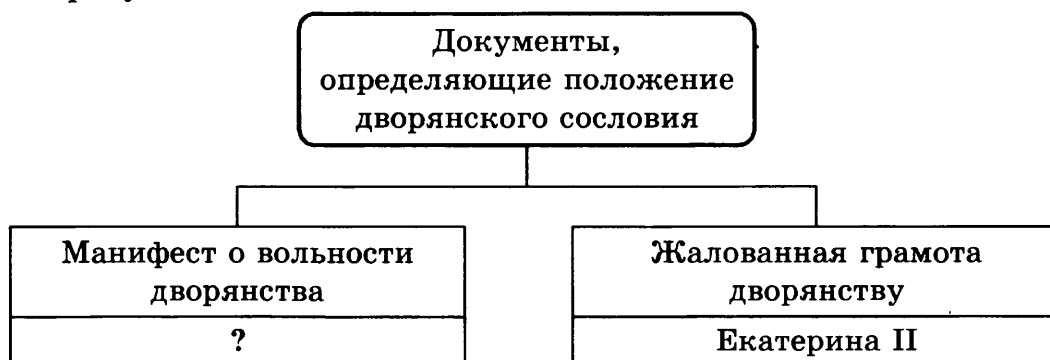 Документы,
определяющие положение
дворянского сословия
Манифест о вольности
дворянства
?
Жалованная грамота
дворянству
Екатерина II